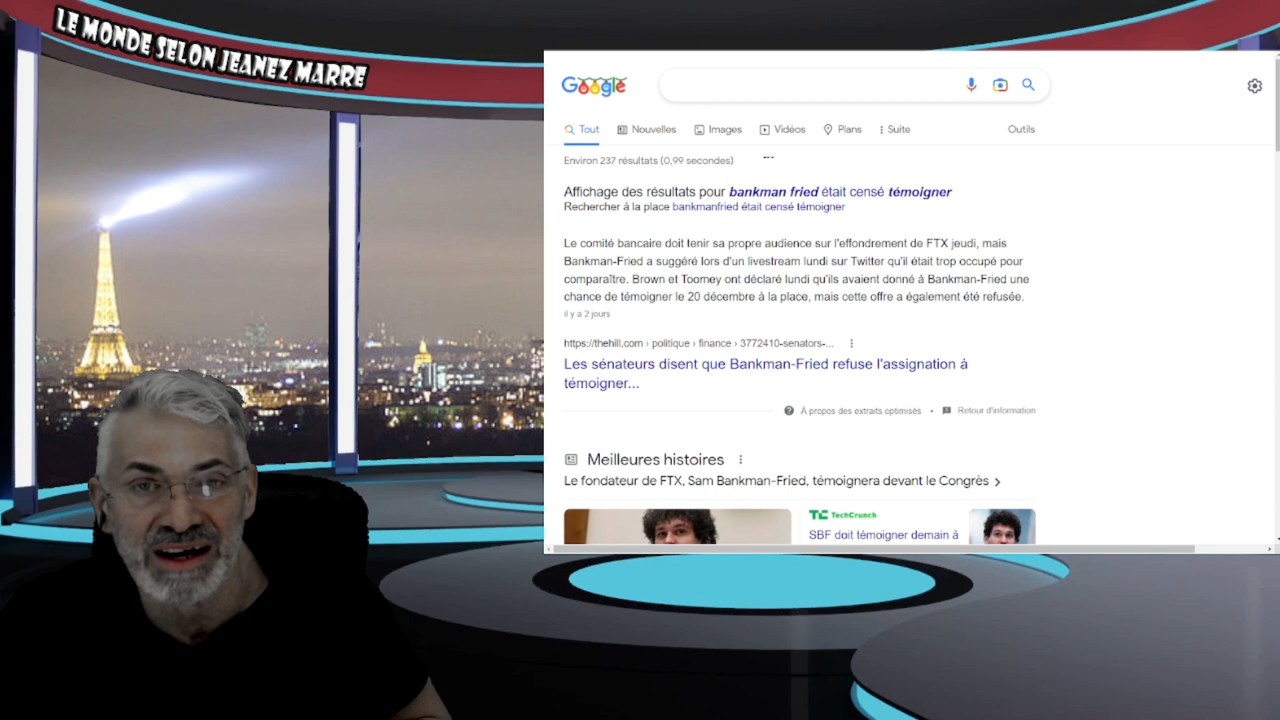 LE MONDE SELON JEANEZ MARRE
Google
Tout Nouvelles Images Vidéos Plans Suite Outils
Environ 237 résultats (0,99 secondes)
Affichage des résultats pour bankman fried était censé témoigner
Rechercher à la place bankmanfried était censé témoigner
Le comité bancaire doit tenir sa propre audience sur l'effondrement de FTX jeudi, mais
Bankman-Fried a suggéré lors d'un livestream lundi sur Twitter qu'il était trop occupé pour
comparaître. Brown et Toomey ont déclaré lundi qu'ils avaient donné à Bankman-Fried une
chance de témoigner le 20 décembre à la place, mais cette offre a également été refusée.
il y a 2 jours
https://thehill.com › politique › finance › 3772410-senators-...
Les sénateurs disent que Bankman-Fried refuse l'assignation à
témoigner...
À propos des extraits optimisés • Retour d'information
Meilleures histoires
Le fondateur de FTX, Sam Bankman-Fried, témoignera devant le Congrès
TC TechCrunch
SBF doit témoigner demain à